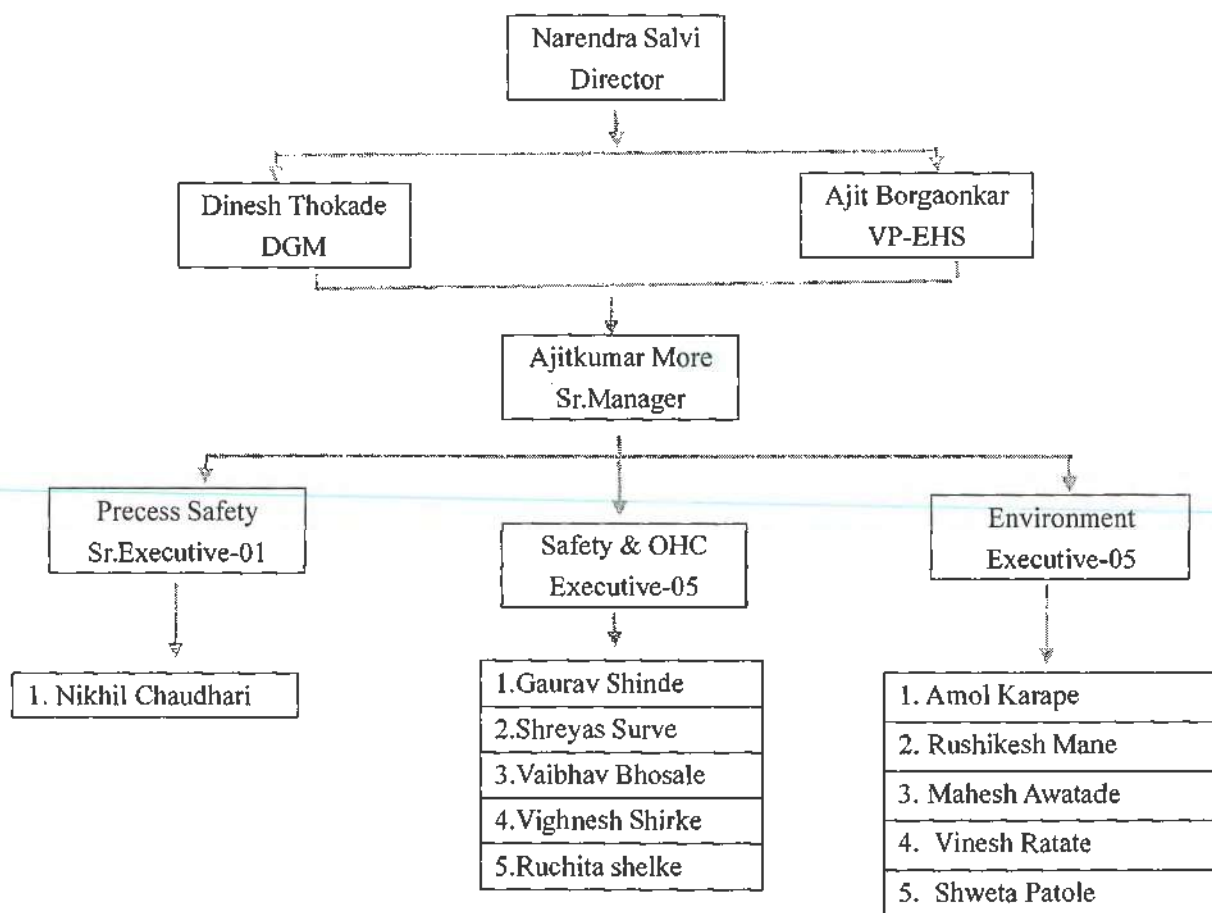 Narendra Salvi
Director
Dinesh Thokade
DGM
Ajit Borgaonkar
VP-EHS
Ajitkumar More
Sr.Manager
Precess Safety
Sr.Executive-01
Safety & OHC
Executive-05
Environment
Executive-05
1. Nikhil Chaudhari
1.Gaurav Shinde
2.Shreyas Surve
3.Vaibhav Bhosale
4.Vighnesh Shirke
5.Ruchita shelke
1. Amol Karape
2. Rushikesh Mane
3. Mahesh Awatade
4. Vinesh Ratate
5. Shweta Patole